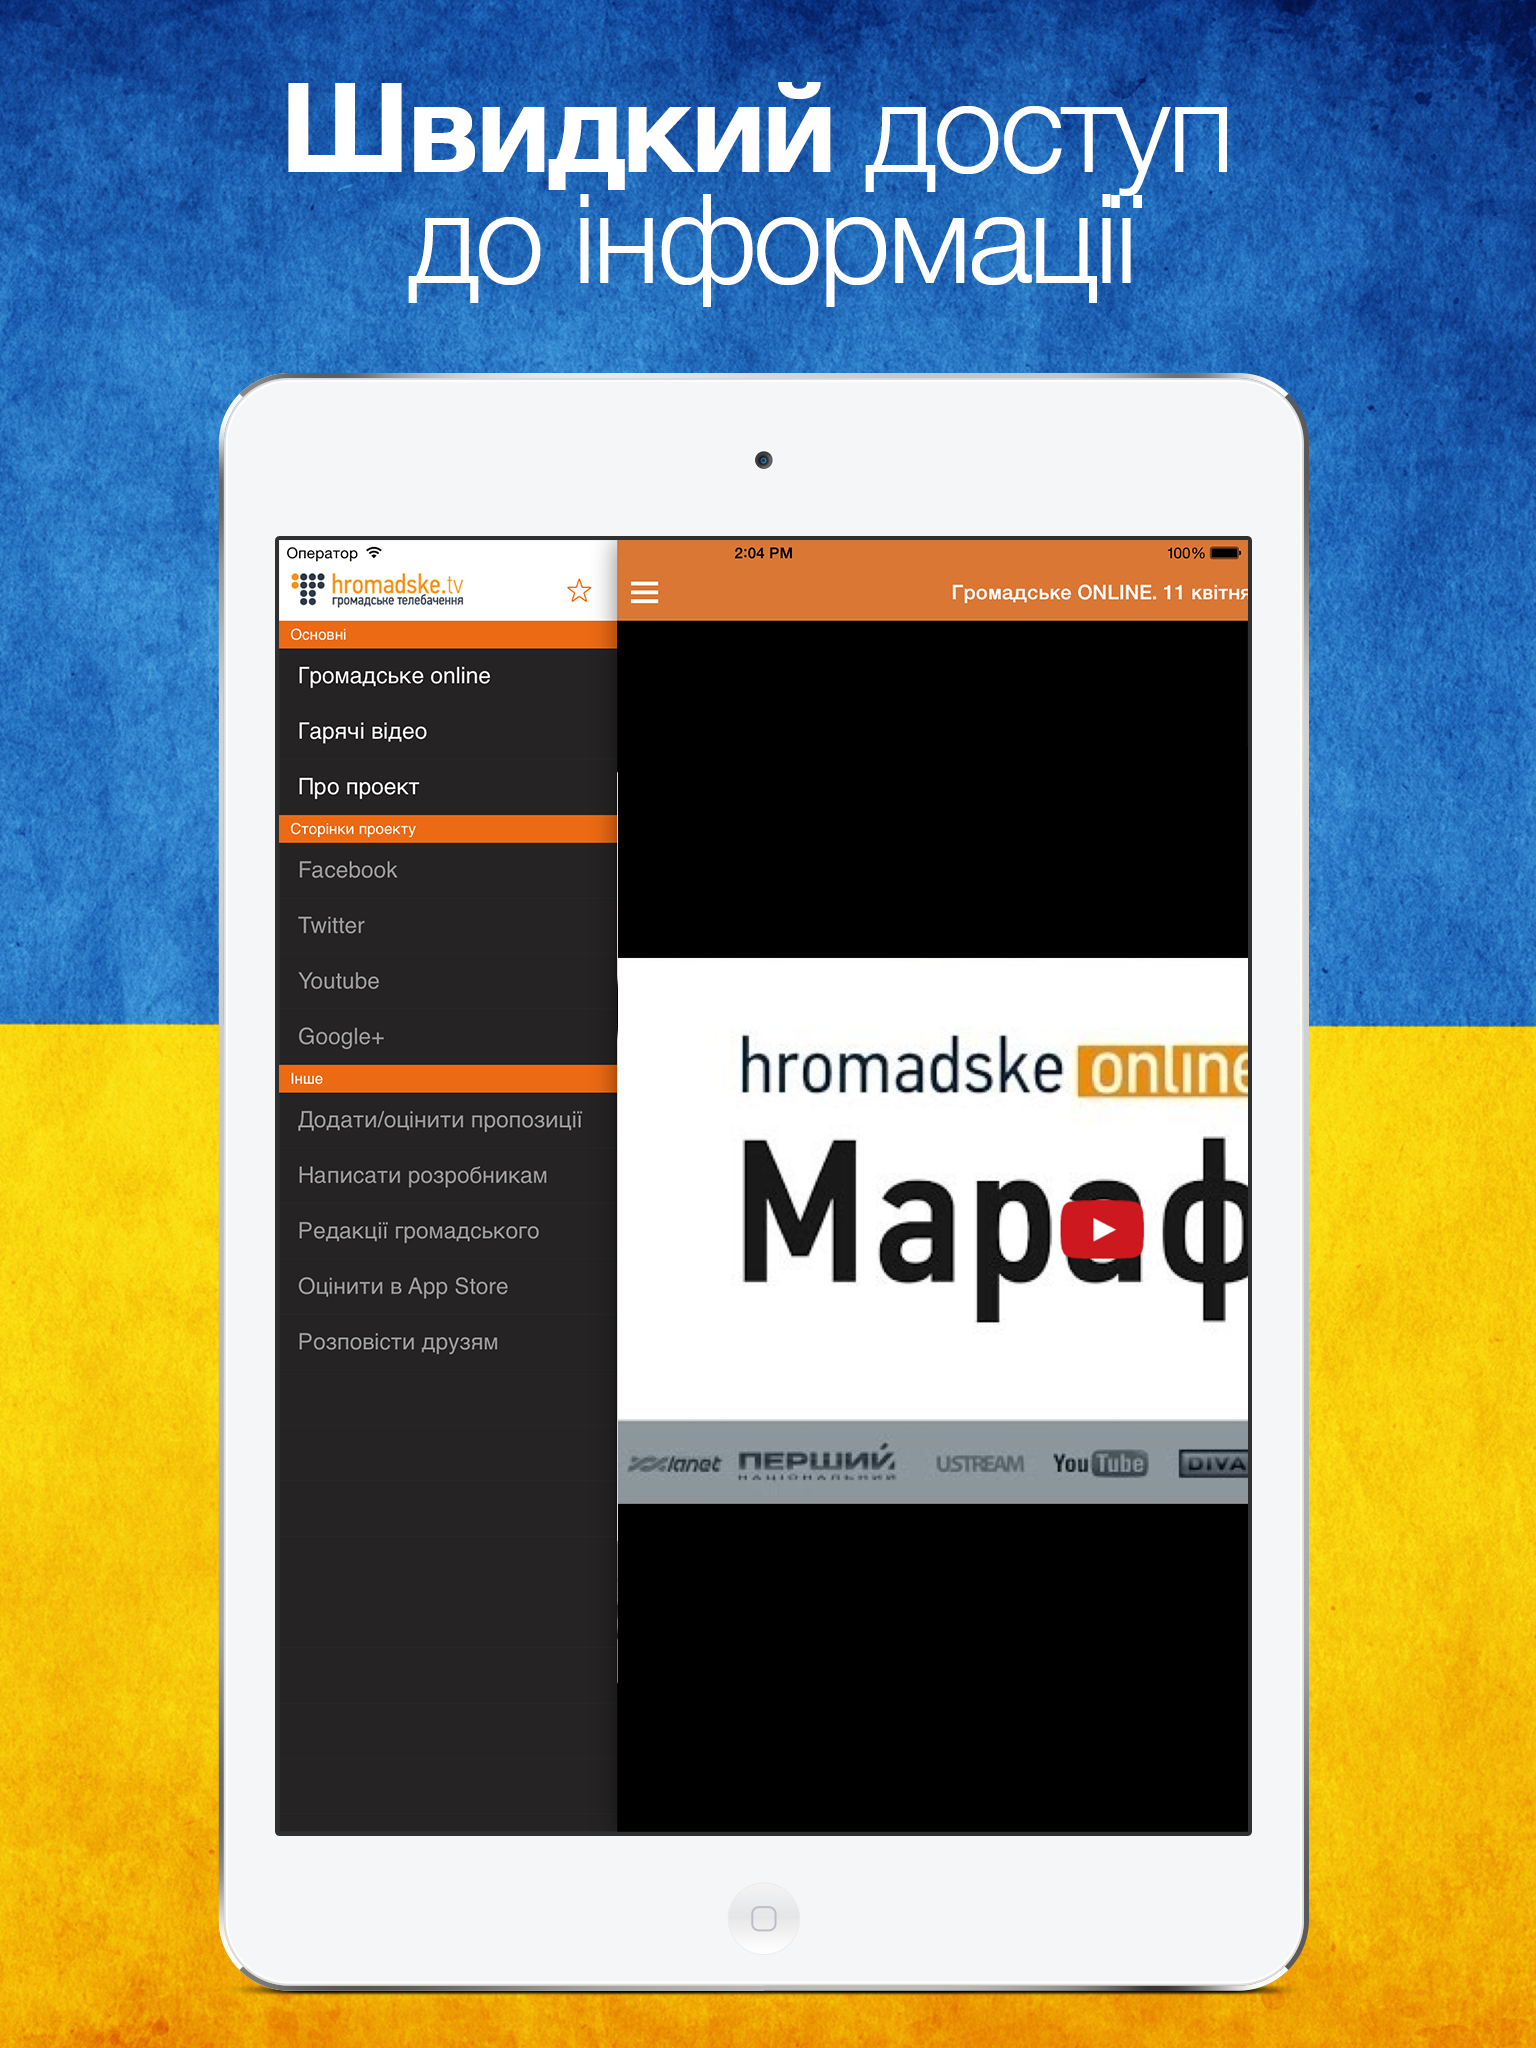 Швидкий доступ
до інформації
Оператор
2:04 PM
100%
hromadske.tv
громадське телебачення
Громадське ONLINE. 11 квітня
Основні
Громадське online
Гарячі відео
Про проект
Сторінки проекту
Facebook
Twitter
Youtube
Google+
Інше
Додати/оцінити пропозиції
Написати розробникам
Редакції громадського
Оцінити в App Store
Розповісти друзям
hromadske online
Мараф
lanet
ПЕРШИЙ
НАЦІОНАЛЬНИЙ
USTREAM
YouTube
DIVA